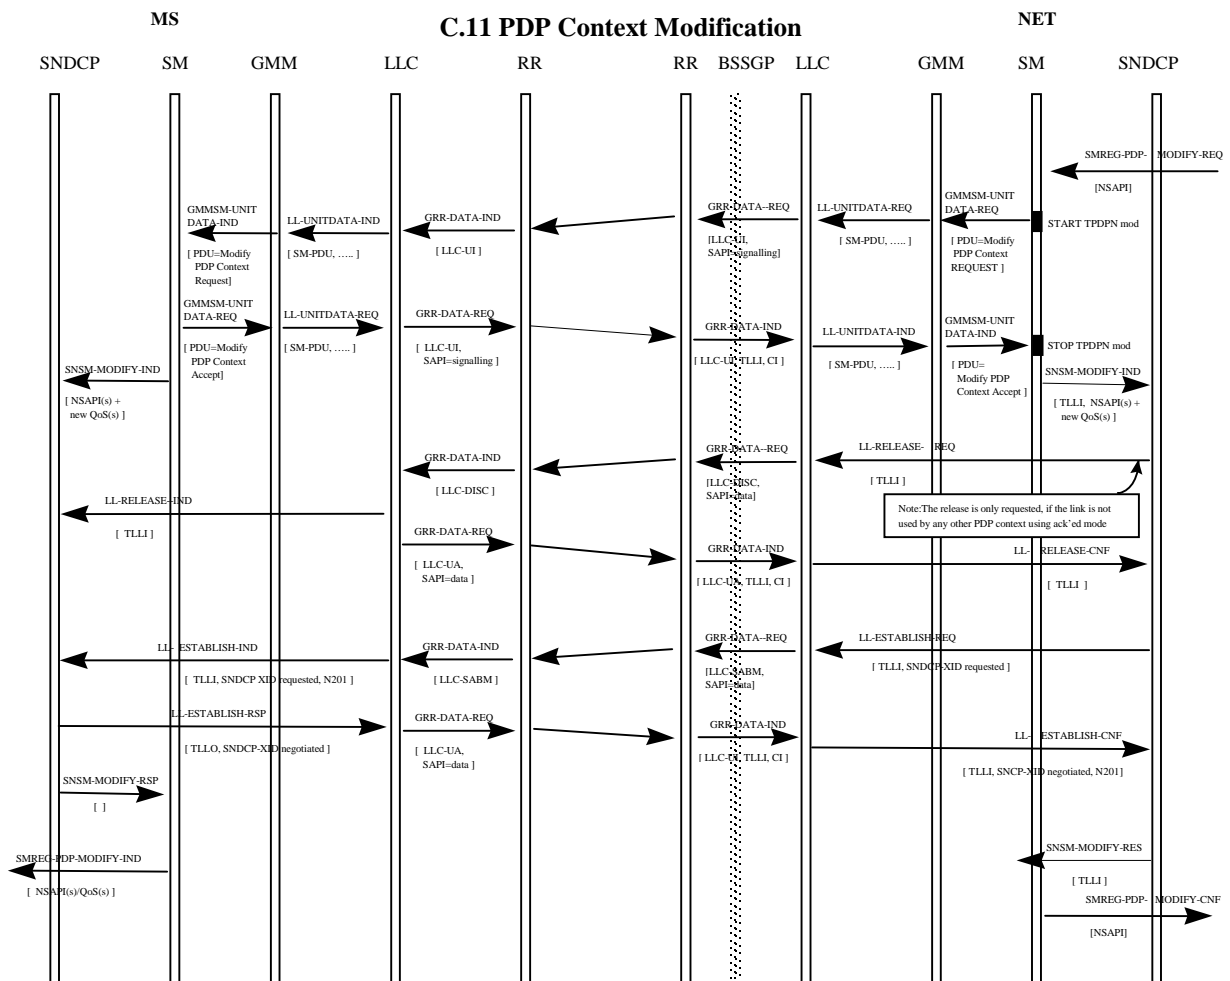 MS
C.11 PDP Context Modification
NET
SNDCP SM GMM LLC RR RR BSSGP LLC GMM SM SNDCP
SMREG-PDP- MODIFY-REQ
[NSAPI]
GMMSM-UNIT
DATA-IND
LL-UNITDATA-IND
GRR-DATA-IND
GRR-DATA--REQ
LL-UNITDATA-REQ
GMMSM-UNIT
DATA-REQ
START TPDPN mod
[ PDU=Modify
PDP Context
Request]
[ SM-PDU, ….. ]
[ LLC-UI ]
[LLC-UI,
SAPI=signalling]
[ SM-PDU, ….. ]
[ PDU=Modify
PDP Context
REQUEST ]
GMMSM-UNIT
DATA-REQ
LL-UNITDATA-REQ
GRR-DATA-REQ
GRR-DATA-IND
LL-UNITDATA-IND
GMMSM-UNIT
DATA-IND
STOP TPDPN mod
[ PDU=Modify
PDP Context
Accept]
[ SM-PDU, ….. ]
[ LLC-UI,
SAPI=signalling ]
[ LLC-UI, TLLI, CI ]
[ SM-PDU, ….. ]
[ PDU=
Modify PDP
Context Accept ]
SNSM-MODIFY-IND
[ NSAPI(s) +
new QoS(s) ]
SNSM-MODIFY-IND
[ TLLI, NSAPI(s) +
new QoS(s) ]
GRR-DATA-IND
GRR-DATA--REQ
LL-RELEASE- REQ
[ LLC-DISC ]
[LLC-DISC,
SAPI=data]
[ TLLI ]
LL-RELEASE--IND
[ TLLI ]
Note:The release is only requested, if the link is not
used by any other PDP context using ack'ed mode
GRR-DATA-REQ
GRR-DATA-IND
LL- RELEASE-CNF
[ LLC-UA,
SAPI=data ]
[ LLC-UA, TLLI, CI ]
[ TLLI ]
LL- ESTABLISH-IND
GRR-DATA-IND
GRR-DATA--REQ
LL-ESTABLISH-REQ
[ TLLI, SNDCP XID requested, N201 ]
[ LLC-SABM ]
[LLC-SABM,
SAPI=data]
[ TLLI, SNDCP-XID requested ]
LL-ESTABLISH-RSP
GRR-DATA-REQ
GRR-DATA-IND
LL- ESTABLISH-CNF
[ TLLO, SNDCP-XID negotiated ]
[ LLC-UA,
SAPI=data ]
[ LLC-UI, TLLI, CI ]
[ TLLI, SNCP-XID negotiated, N201]
SNSM-MODIFY-RSP
[ ]
SMREG-PDP-MODIFY-IND
[ NSAPI(s)/QoS(s) ]
SNSM-MODIFY-RES
[ TLLI ]
SMREG-PDP- MODIFY-CNF
[NSAPI]